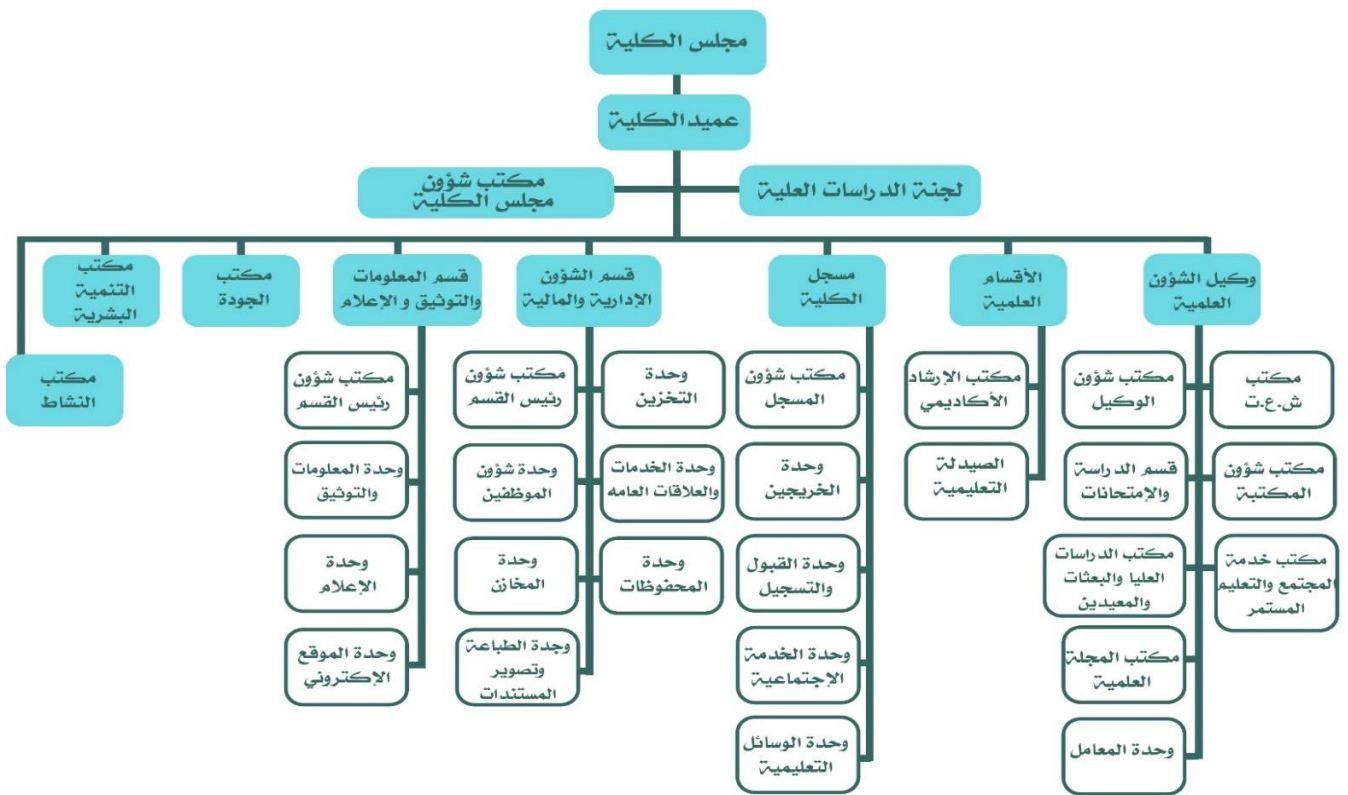 مجلس الكلية
عميد الكلية
لجنة الدراسات العلية
مكتب شؤون
مجلس الكلية
وكيل الشؤون
العلمية
الأقسام
العلمية
مسجل
الكلية
قسم الشؤون
الإدارية والمالية
قسم المعلومات
والتوثيق و الإعلام
مكتب
الجودة
مكتب
التنمية
البشرية
مكتب
النشاط
مكتب
ش.ع.ت
مكتب شؤون
المكتبة
مكتب خدمة
المجتمع والتعليم
المستمر
مكتب شؤون
الوكيل
قسم الدراسة
والإمتحانات
مكتب الدراسات
العليا والبعثات
والمعيدين
مكتب المجلة
العلمية
وحدة المعامل
مكتب الإرشاد
الأكاديمي
الصيدلة
التعليمية
مكتب شؤون
المسجل
وحدة
الخريجين
وحدة القبول
والتسجيل
وحدة الخدمة
الإجتماعية
وحدة الوسائل
التعليمية
وحدة
التخزين
وحدة الخدمات
والعلاقات العامه
وحدة
المحفوظات
مكتب شؤون
رئيس القسم
وحدة شؤون
الموظفين
وحدة
المخازن
وجدة الطباعة
وتصوير
المستندات
مكتب شؤون
رئيس القسم
وحدة المعلومات
والتوثيق
وحدة
الإعلام
وحدة الموقع
الإكتروني